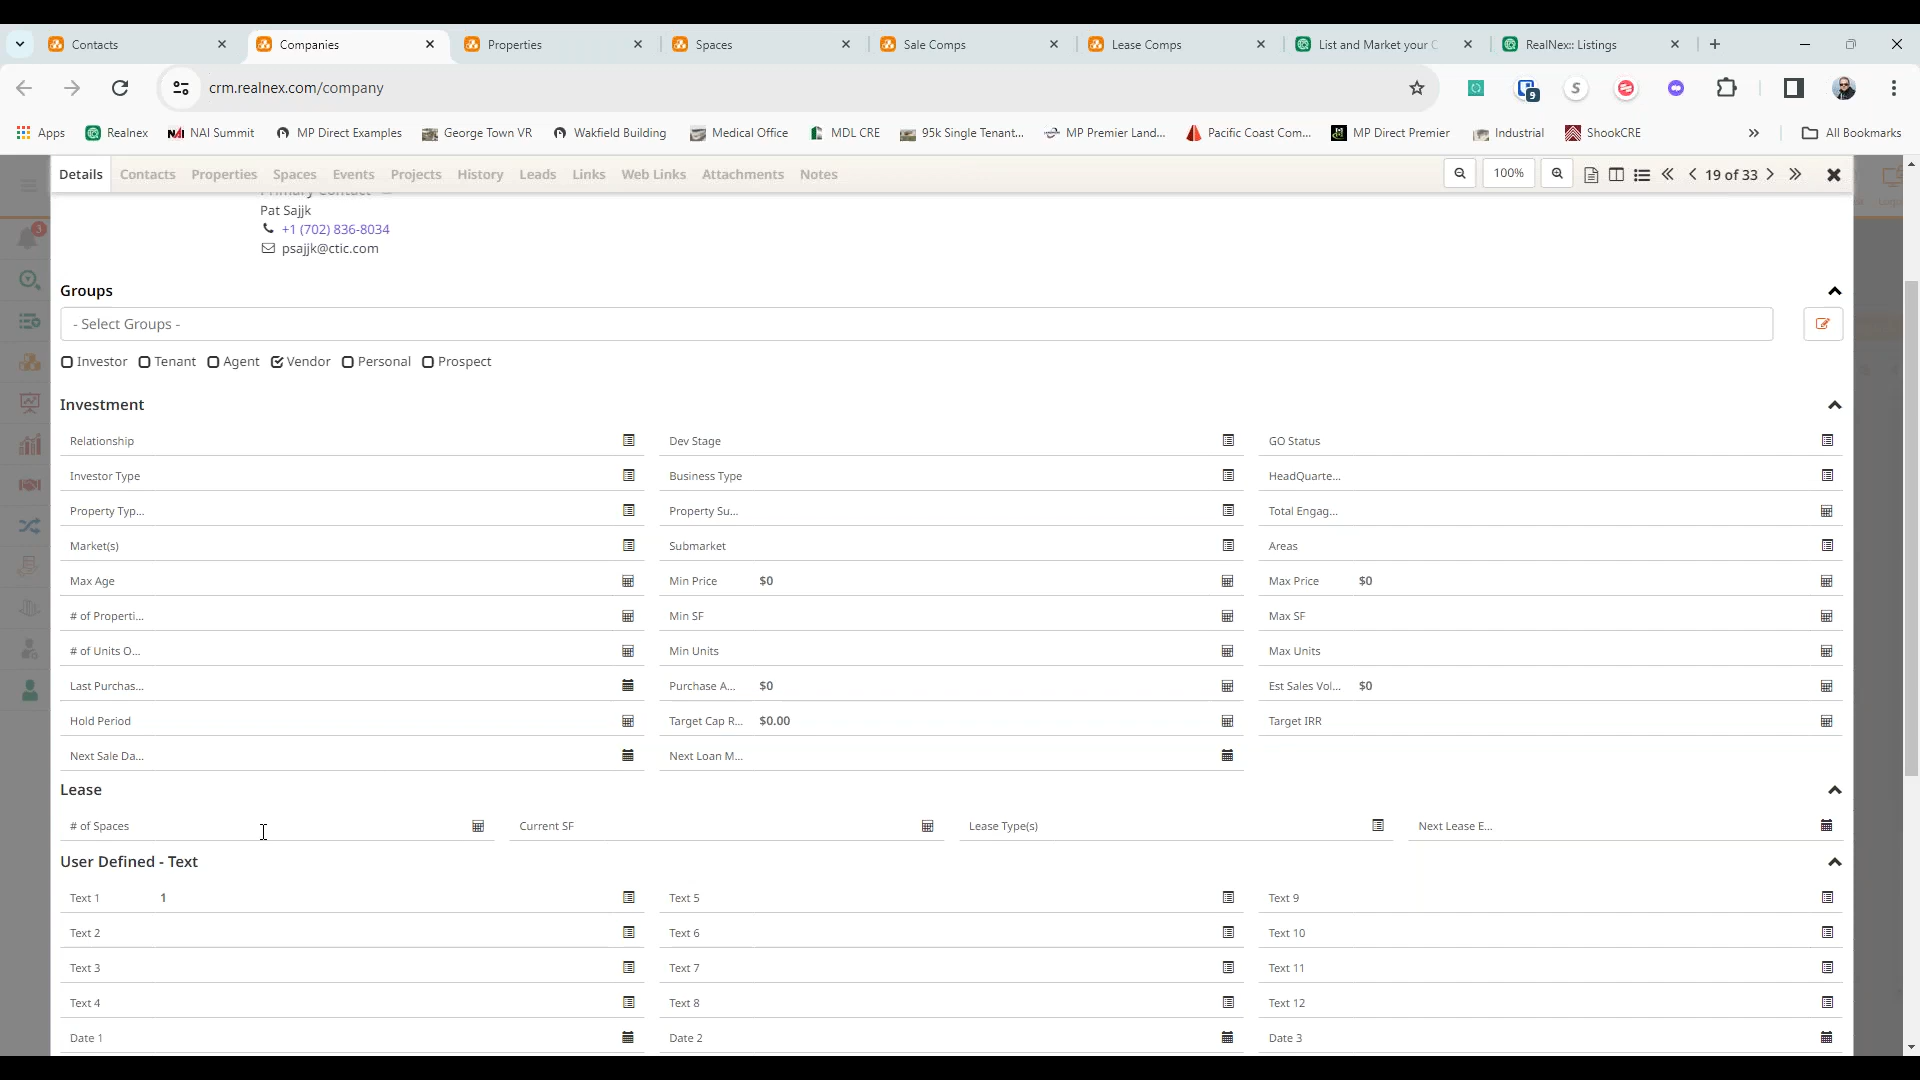 Contacts
Companies
Properties
Spaces
Sale Comps
Lease Comps
List and Market your C
RealNex:: Listings
crm.realnex.com/company
9
S
Apps
Realnex
NAI Summit
MP Direct Examples
George Town VR
Wakfield Building
Medical Office
MDL CRE
95k Single Tenant...
MP Premier Land...
Pacific Coast Com...
MP Direct Premier
Industrial
ShookCRE
»
All Bookmarks
Details Contacts Properties Spaces Events Projects History Leads Links Web Links Attachments Notes
100%
19 of 33
3
Primary Contact
Pat Sajjk
+1 (702) 836-8034
psajjk@ctic.com
Groups
- Select Groups -
Investor Tenant Agent Vendor Personal Prospect
Investment
Relationship Dev Stage GO Status
Investor Type Business Type HeadQuarte...
Property Typ... Property Su... Total Engag...
Market(s) Submarket Areas
Max Age Min Price $0 Max Price $0
# of Properti... Min SF Max SF
# of Units O... Min Units Max Units
Last Purchas... Purchase A... $0 Est Sales Vol... $0
Hold Period Target Cap R... $0.00 Target IRR
Next Sale Da... Next Loan M...
Lease
# of Spaces Current SF Lease Type(s) Next Lease E...
User Defined - Text
Text 1 1 Text 5 Text 9
Text 2 Text 6 Text 10
Text 3 Text 7 Text 11
Text 4 Text 8 Text 12
Date 1 Date 2 Date 3